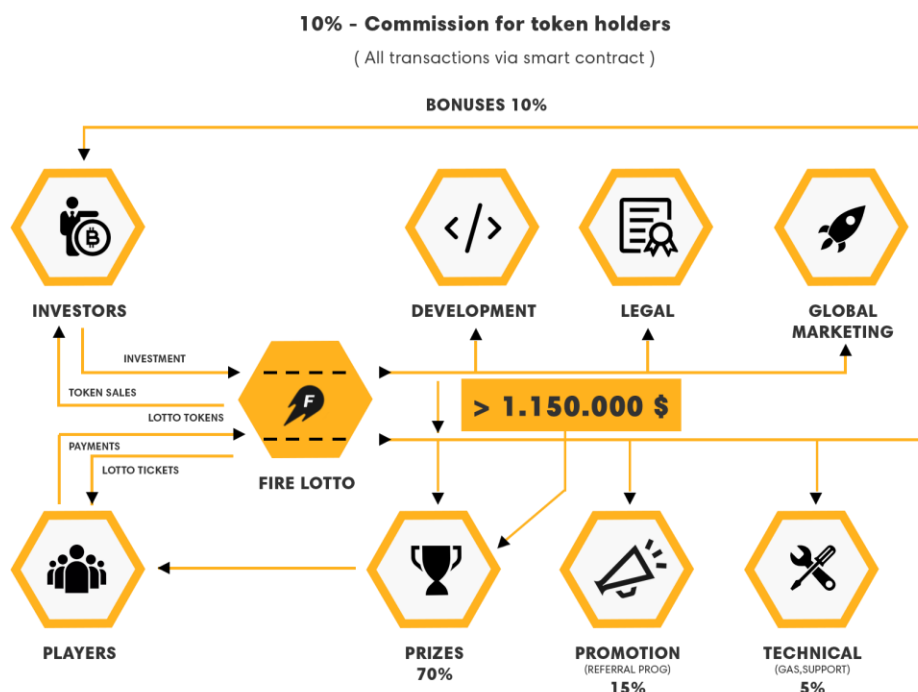 10% - Commission for token holders
( All transactions via smart contract )
BONUSES 10%
INVESTORS
DEVELOPMENT
LEGAL
GLOBAL
MARKETING
INVESTMENT
TOKEN SALES
LOTTO TOKENS
PAYMENTS
LOTTO TICKETS
F
FIRE LOTTO
> 1.150.000 $
PLAYERS
PRIZES
70%
PROMOTION
(REFERRAL PROG)
15%
TECHNICAL
(GAS,SUPPORT)
5%